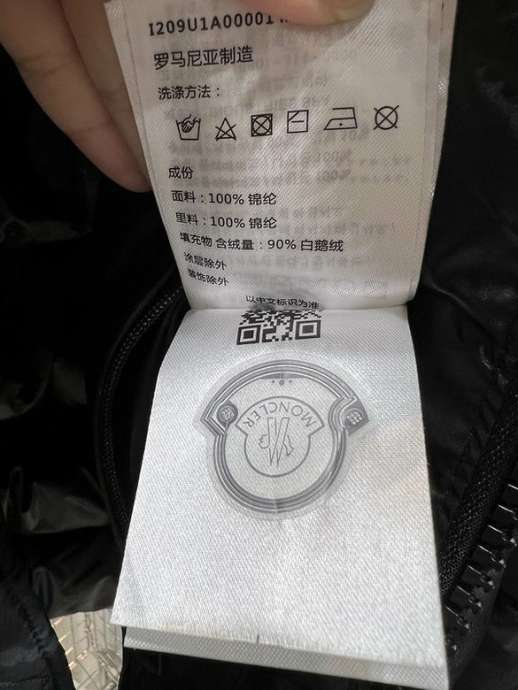 I209U1A00001
罗马尼亚制造
洗涤方法：
成份
面料：100% 锦纶
里料：100% 锦纶
填充物 含绒量：90% 白鹅绒
涂层除外
装饰除外
以中文标识为准
MONCLER